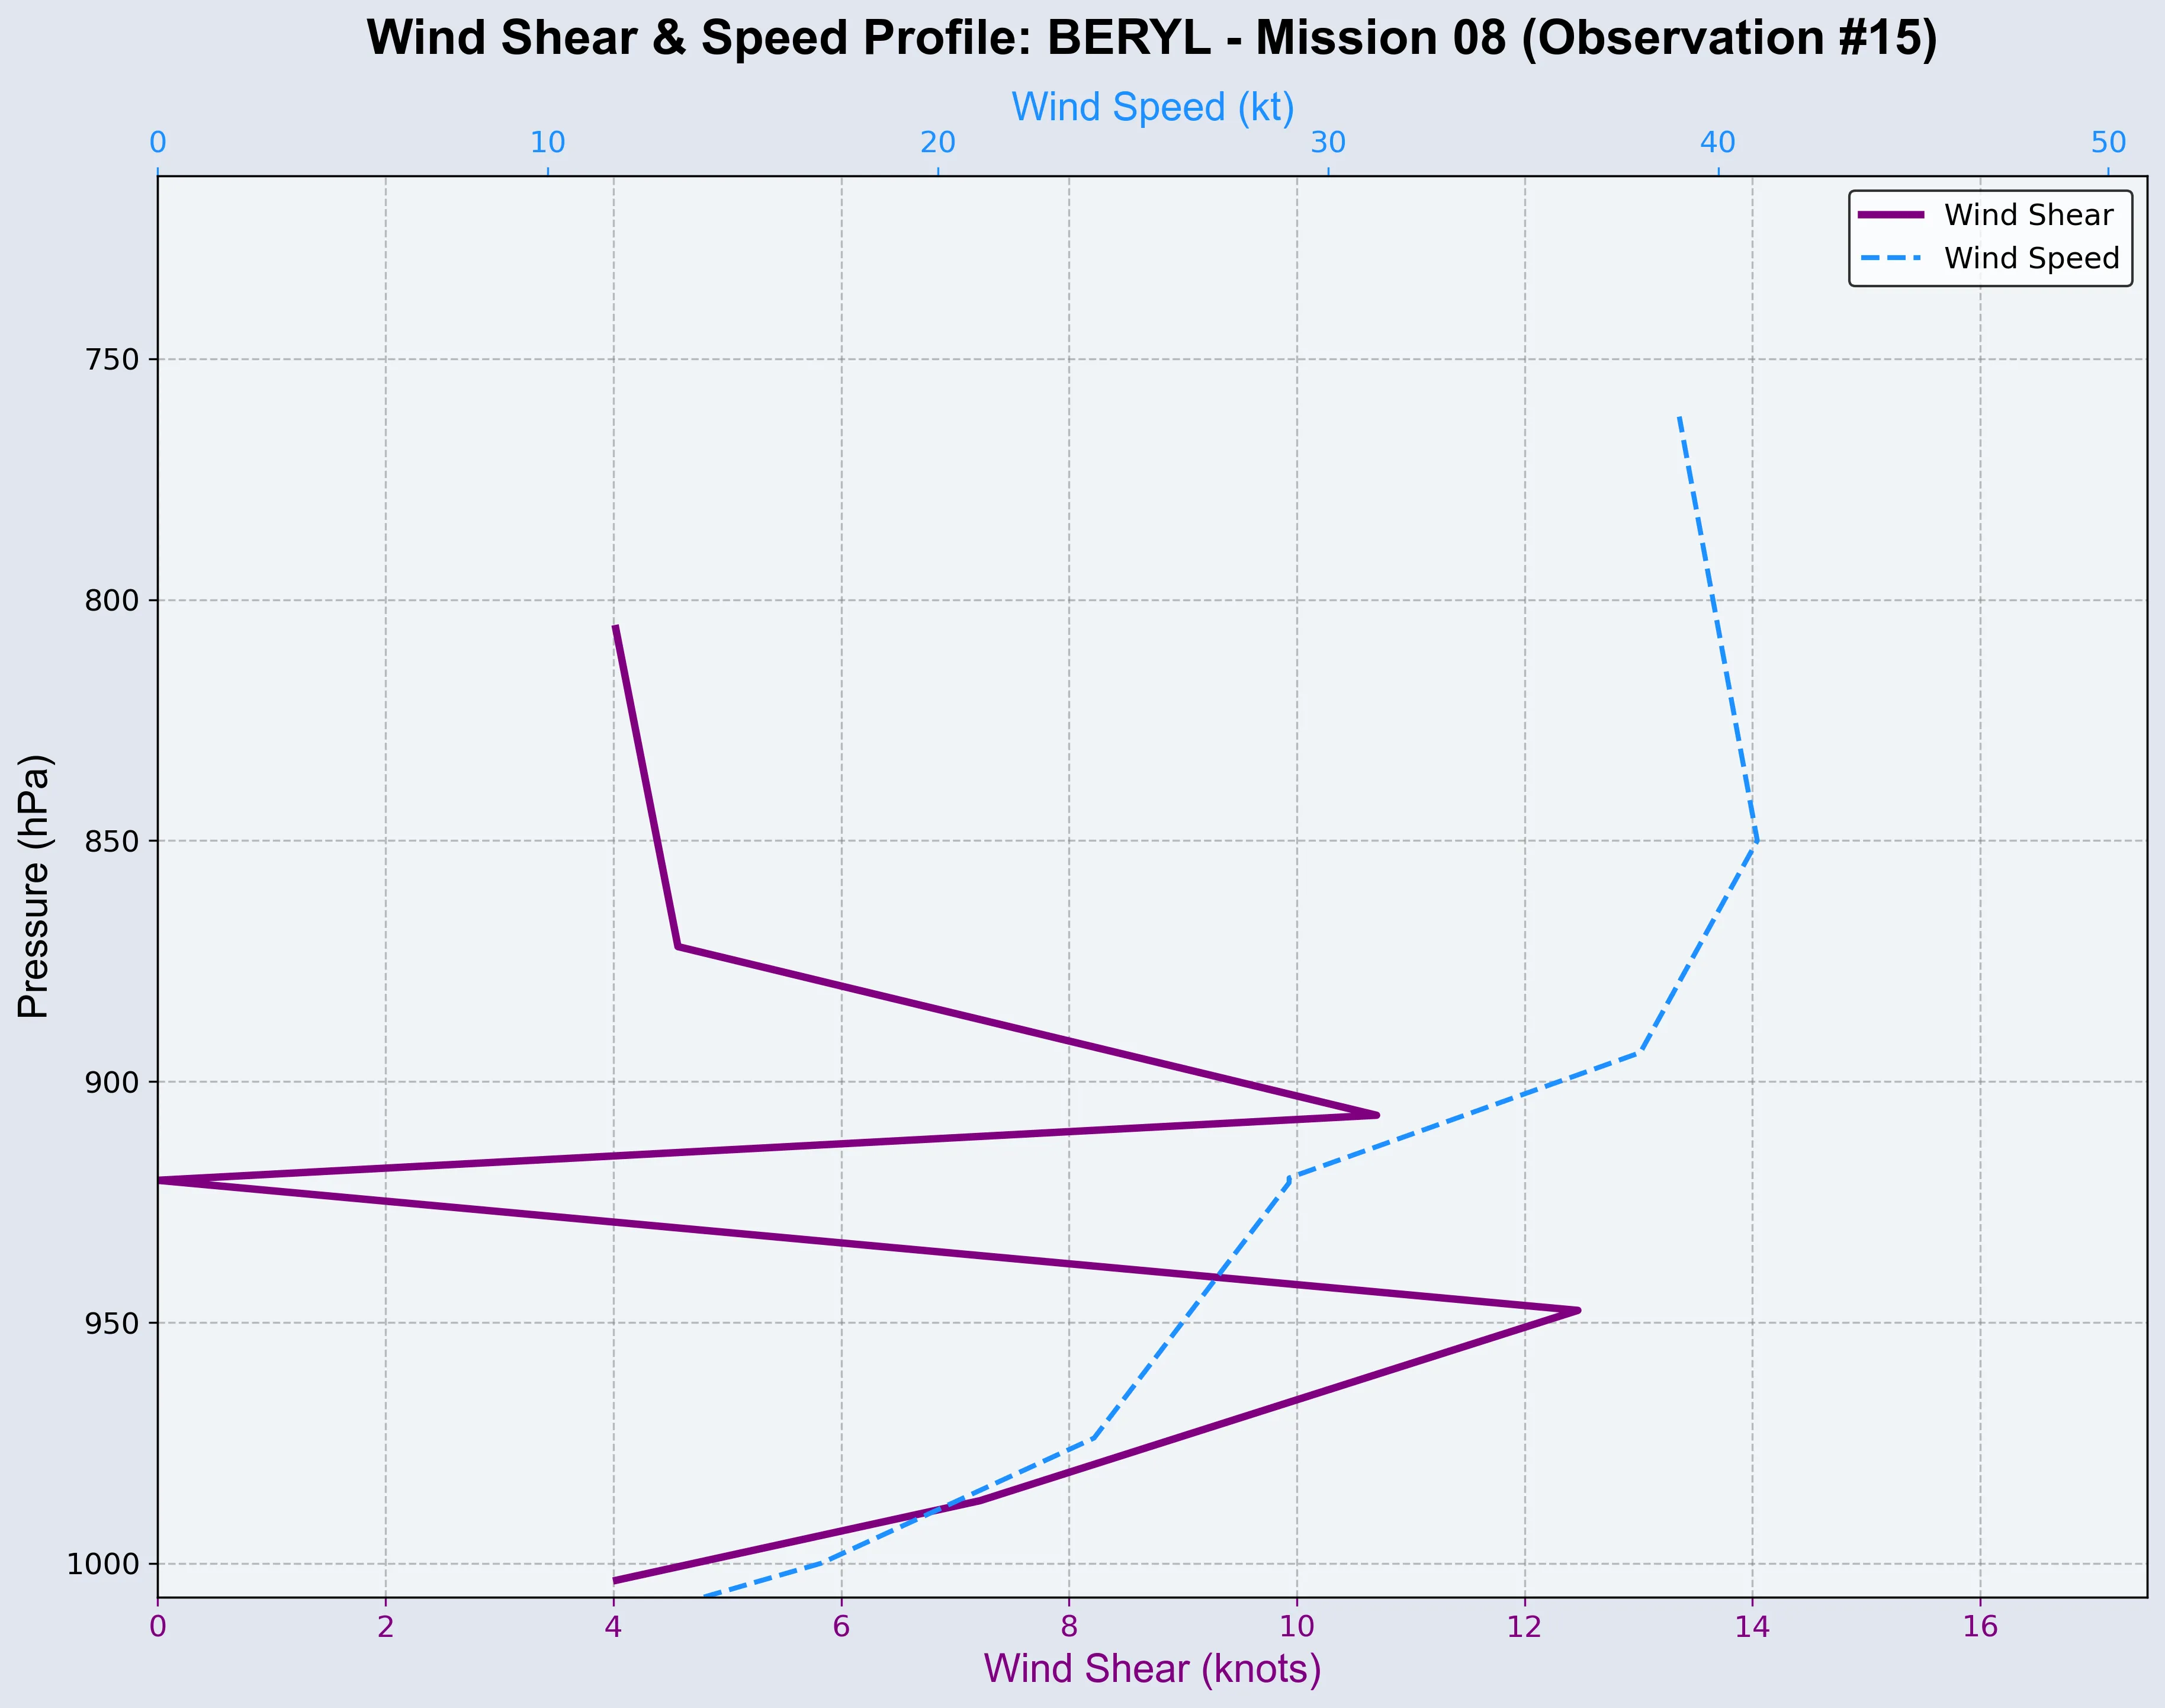 Wind Shear & Speed Profile: BERYL - Mission 08 (Observation #15)
Wind Speed (kt)
0 10 20 30 40 50
Wind Shear
Wind Speed
750
800
850
900
950
1000
Pressure (hPa)
0 2 4 6 8 10 12 14 16
Wind Shear (knots)